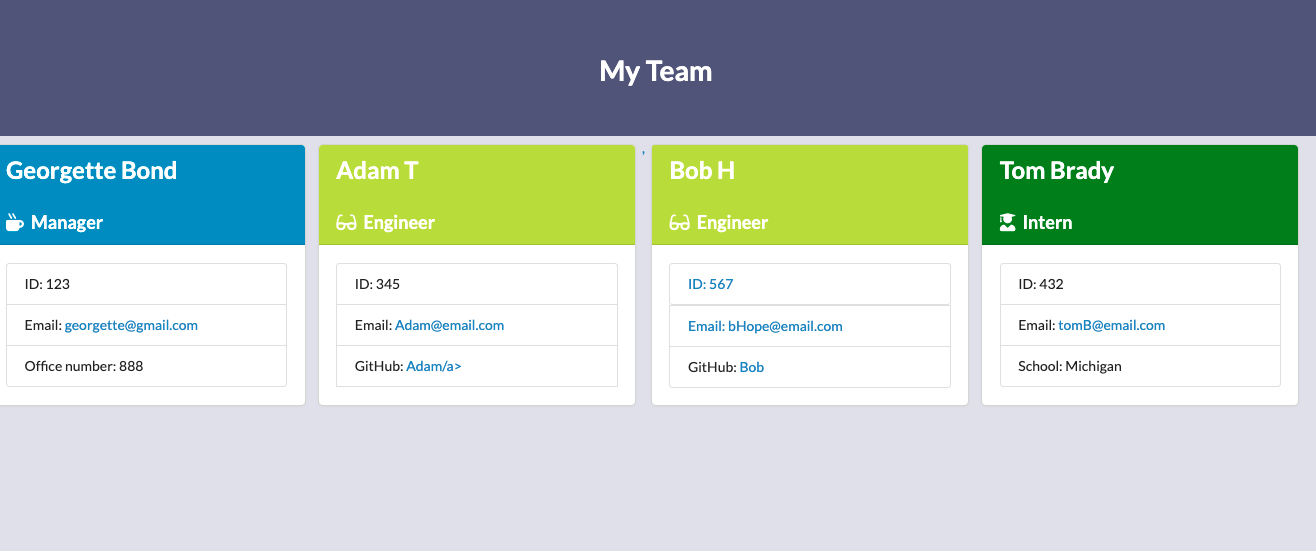 My Team
Georgette Bond
Manager
ID: 123
Email: georgette@gmail.com
Office number: 888
Adam T
Engineer
ID: 345
Email: Adam@email.com
GitHub: Adam/a>
,
Bob H
Engineer
ID: 567
Email: bHope@email.com
GitHub: Bob
Tom Brady
Intern
ID: 432
Email: tomB@email.com
School: Michigan